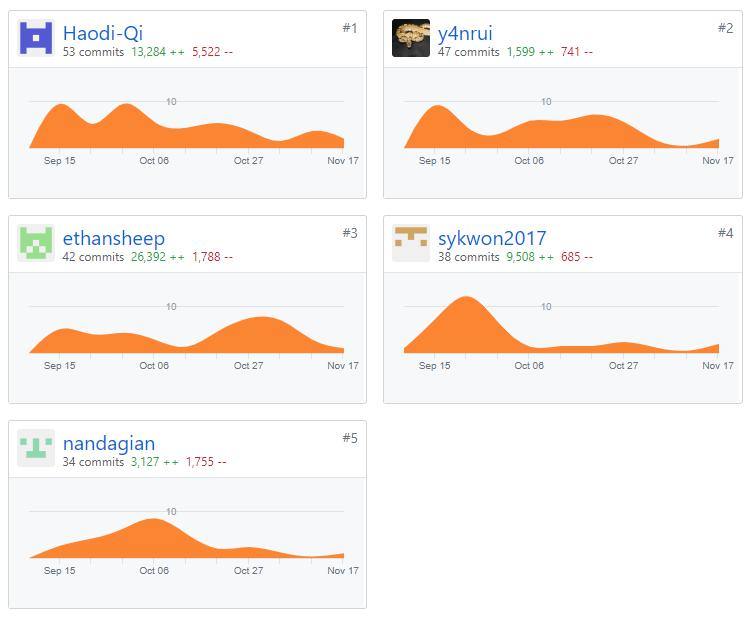 Haodi-Qi #1
53 commits 13,284 ++ 5,522 --
10
Sep 15 Oct 06 Oct 27 Nov 17
y4nrui #2
47 commits 1,599 ++ 741 --
10
Sep 15 Oct 06 Oct 27 Nov 17
ethansheep #3
42 commits 26,392 ++ 1,788 --
10
Sep 15 Oct 06 Oct 27 Nov 17
sykwon2017 #4
38 commits 9,508 ++ 685 --
10
Sep 15 Oct 06 Oct 27 Nov 17
nandagian #5
34 commits 3,127 ++ 1,755 --
10
Sep 15 Oct 06 Oct 27 Nov 17